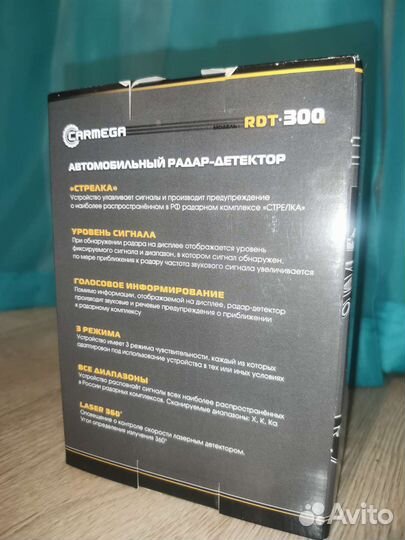 CARMEGA
МОДЕЛЬ: RDT-300
АВТОМОБИЛЬНЫЙ РАДАР-ДЕТЕКТОР
«СТРЕЛКА»
Устройство улавливает сигналы и производит предупреждение
о наиболее распространённом в РФ радарном комплексе «СТРЕЛКА»
УРОВЕНЬ СИГНАЛА
При обнаружении радара на дисплее отображается уровень
фиксируемого сигнала и диапазон, в котором сигнал обнаружен,
по мере приближения к радару частота звукового сигнала увеличивается
ГОЛОСОВОЕ ИНФОРМИРОВАНИЕ
Помимо информации, отображаемой на дисплее, радар-детектор
производит звуковые и речевые предупреждения о приближении
к радарному комплексу
3 РЕЖИМА
Устройство имеет 3 режима чувствительности, каждый из которых
адаптирован под использование устройства в тех или иных условиях
ВСЕ ДИАПАЗОНЫ
Устройство распознаёт сигналы всех наиболее распространённых
в России радарных комплексов. Сканируемые диапазоны: X, K, Ka
LASER 360°
Оповещение о контроле скорости лазерным детектором.
Угол определения излучения 360°
Avito